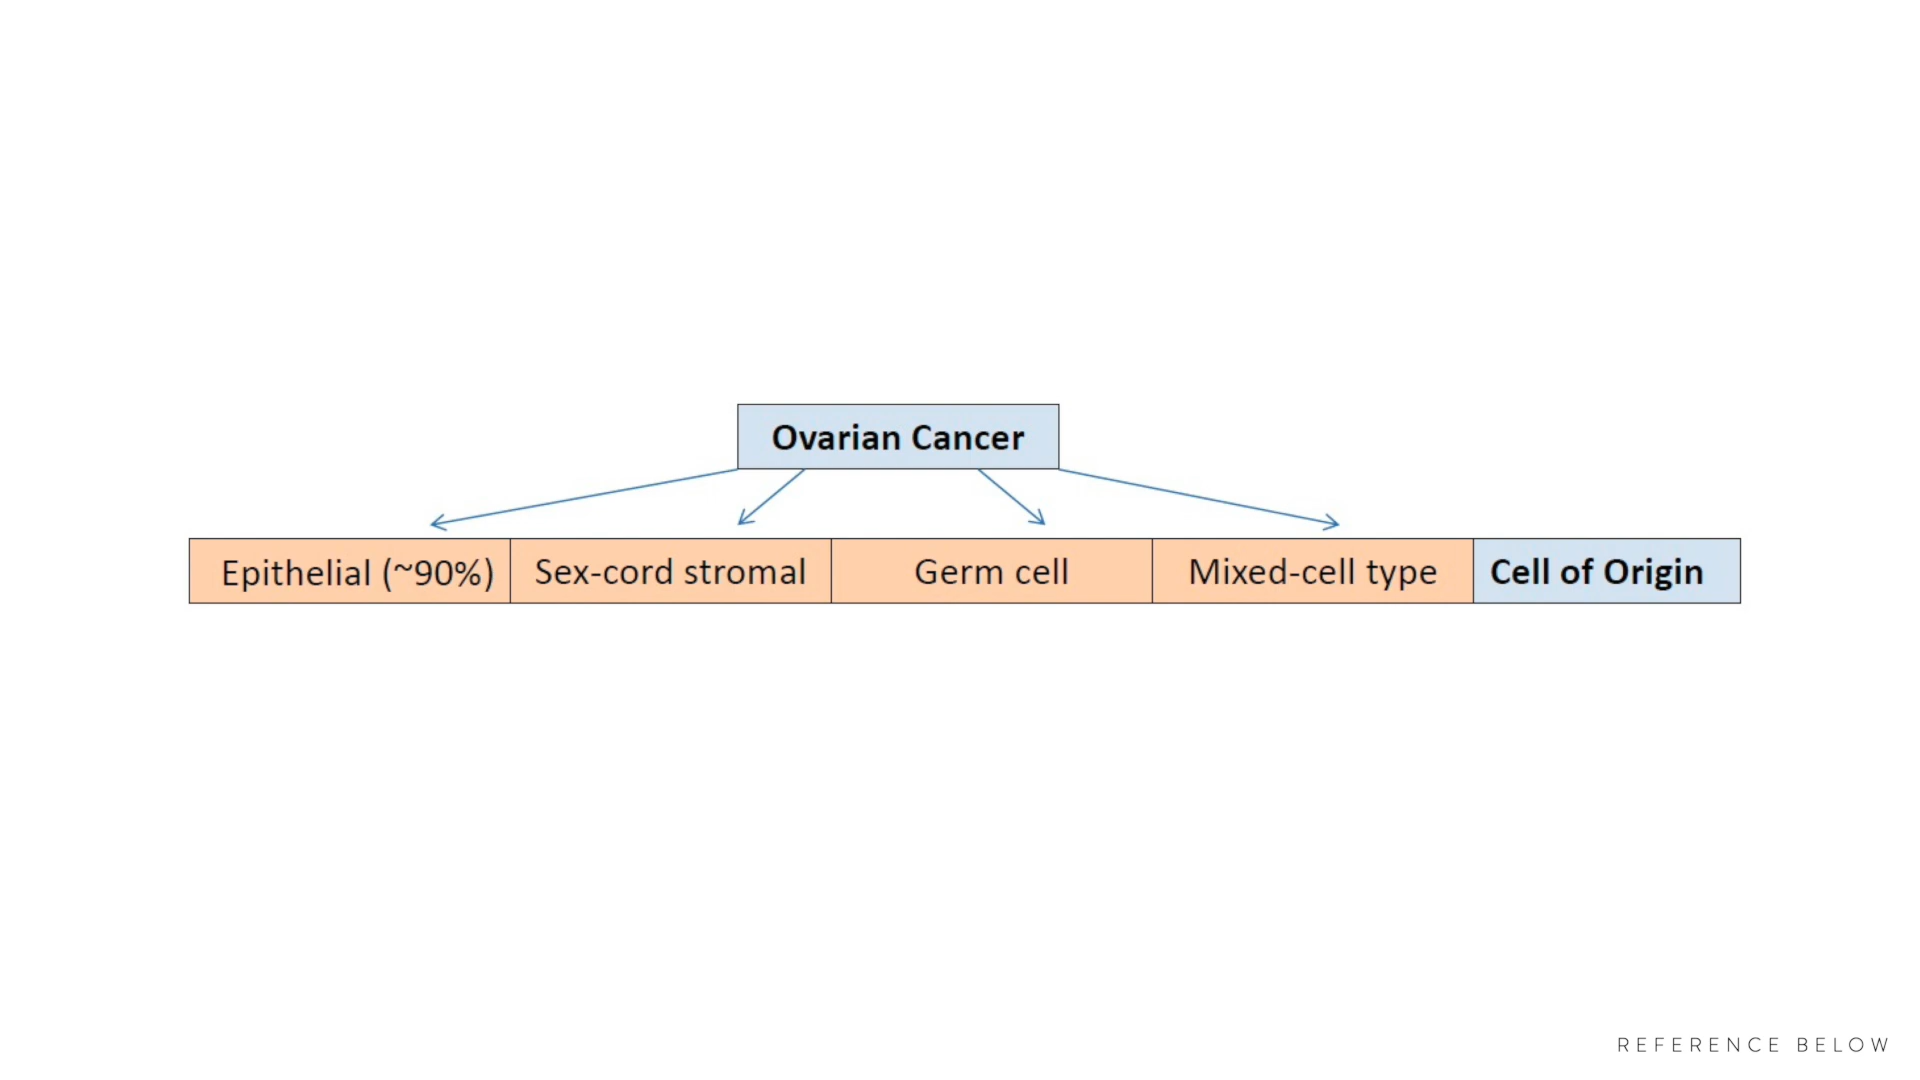 Ovarian Cancer
Epithelial (~90%)
Sex-cord stromal
Germ cell
Mixed-cell type
Cell of Origin
REFERENCE BELOW